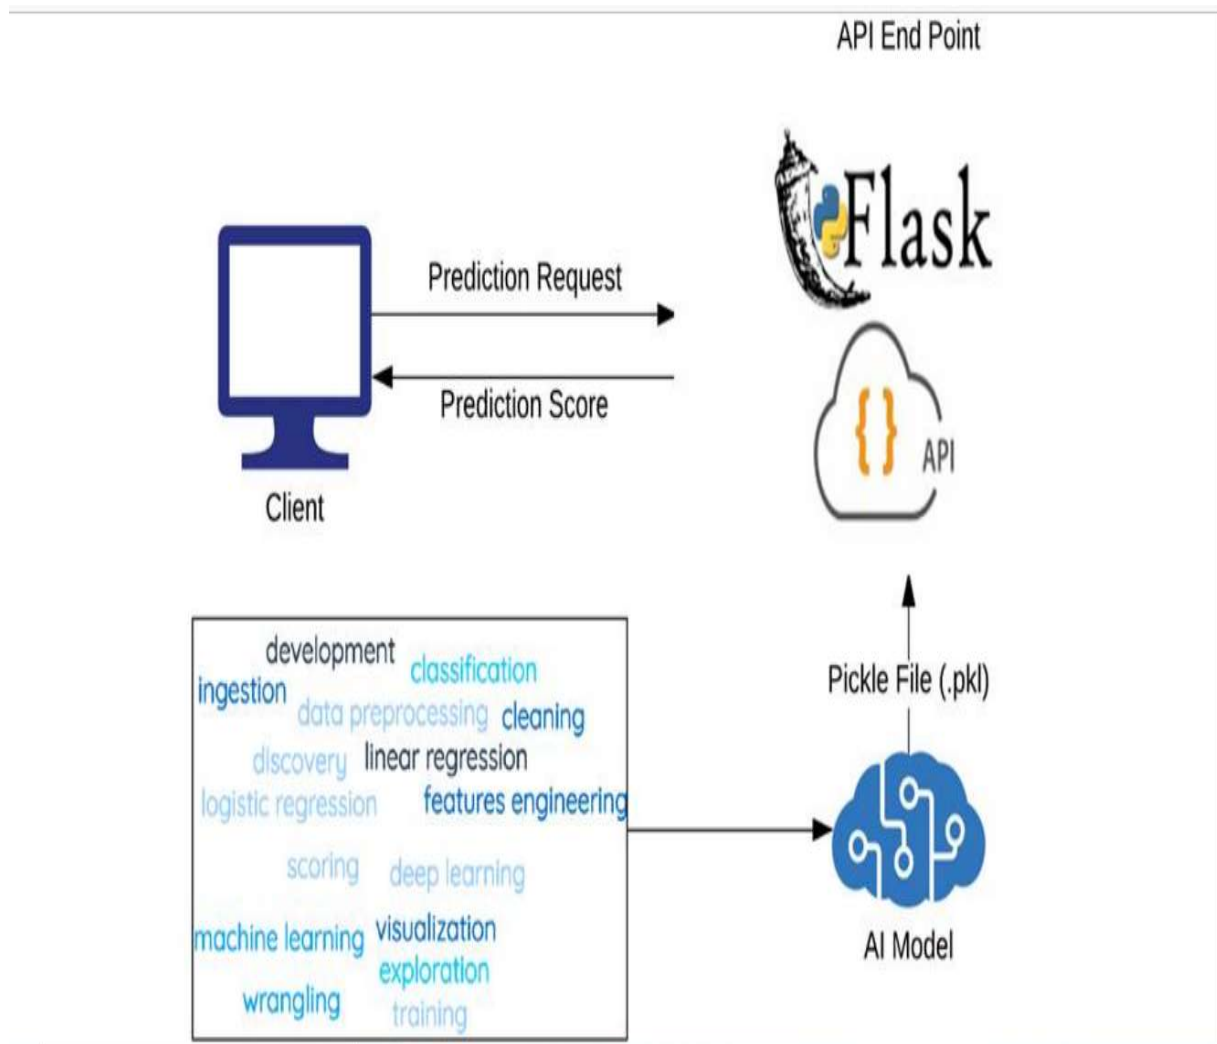 API End Point
Flask
Prediction Request
Prediction Score
API
Client
development
classification
ingestion
data preprocessing cleaning
discovery linear regression
logistic regression features engineering
scoring deep learning
machine learning visualization
exploration
wrangling
training
Pickle File (.pkl)
AI Model